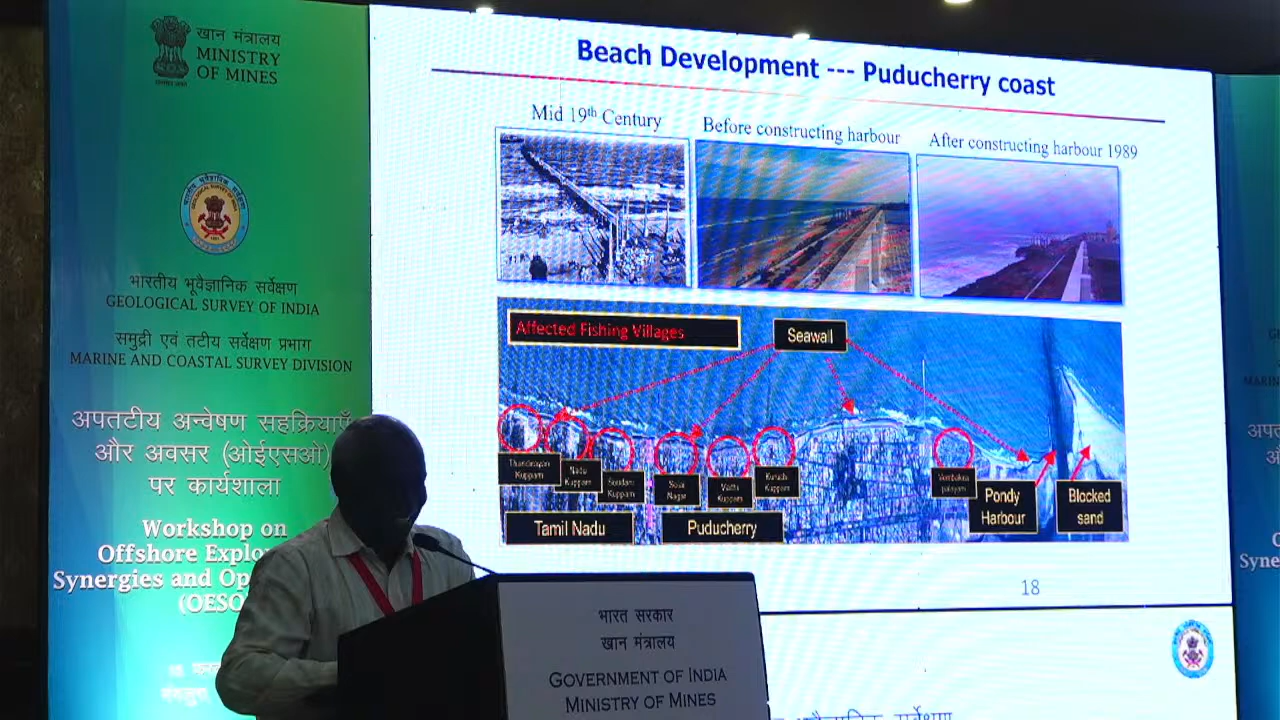 खान मंत्रालय
MINISTRY
OF MINES
भारतीय भूवैज्ञानिक सर्वेक्षण
GEOLOGICAL SURVEY OF INDIA
समुद्री एवं तटीय सर्वेक्षण प्रभाग
MARINE AND COASTAL SURVEY DIVISION
अपतटीय अन्वेषण सहक्रियाएँ
और अवसर (ओईएसओ)
पर कार्यशाला
Workshop on
Offshore Explo
Synergies and Op
(OESO
Beach Development --- Puducherry coast
Mid 19th Century
Before constructing harbour
After constructing harbour 1989
Affected Fishing Villages
Seawall
Nadu
Kuppam
Kuppam
Solai
Nagar
Vaithi
Kuppam
Kuruchi
Kuppam
Tamil Nadu
Puducherry
Pondy
Harbour
Blocked
sand
18
भारत सरकार
खान मंत्रालय
GOVERNMENT OF INDIA
MINISTRY OF MINES